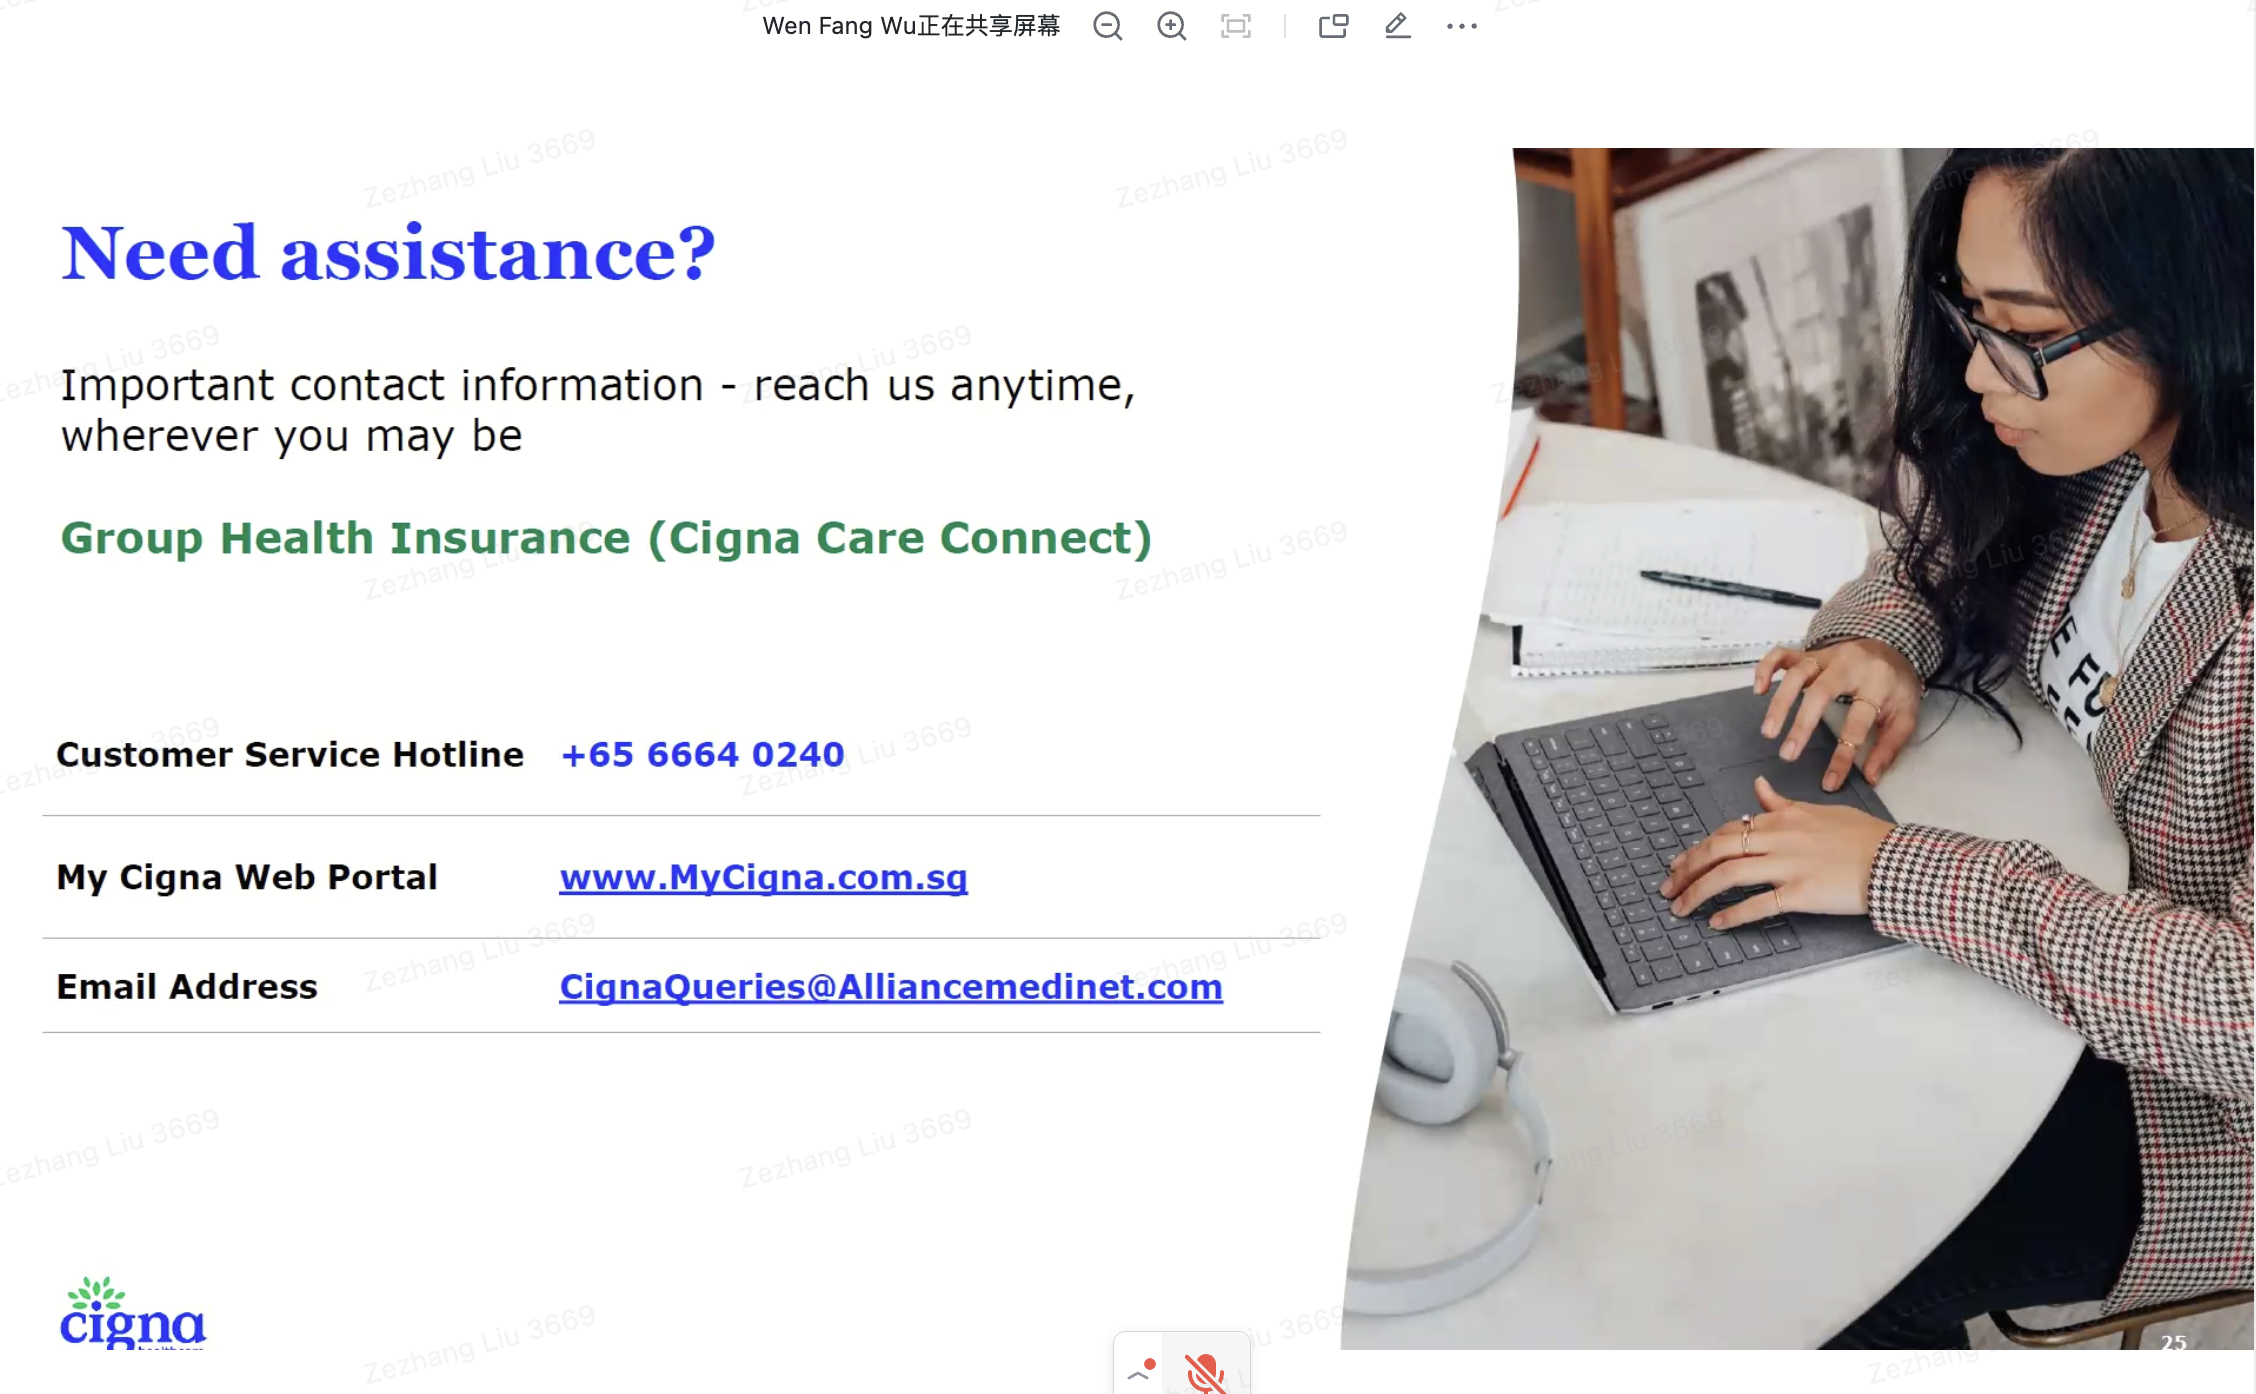 Wen Fang Wu正在共享屏幕
Need assistance?
Important contact information - reach us anytime,
wherever you may be
Group Health Insurance (Cigna Care Connect)
Customer Service Hotline +65 6664 0240
My Cigna Web Portal www.MyCigna.com.sg
Email Address CignaQueries@Alliancemedinet.com
cigna
healthcare
25
Zezhang Liu 3669